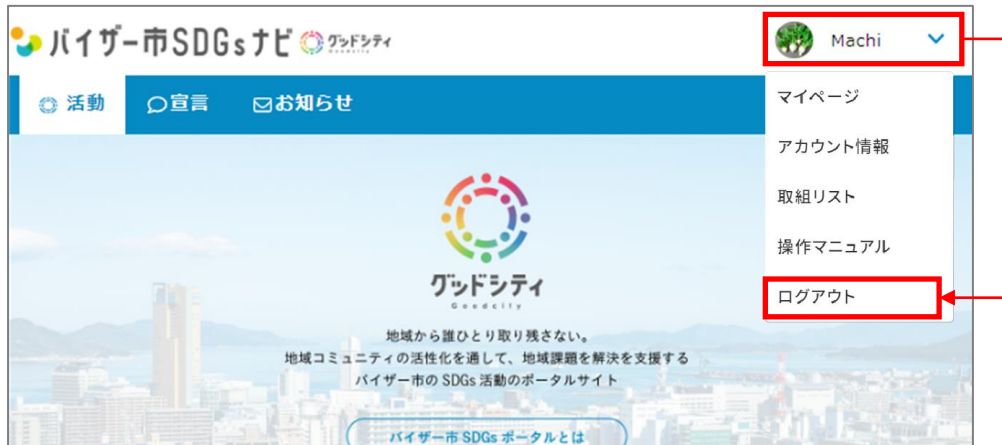 バイザー市SDGsナビ グッドシティ
Machi
活動 宣言 お知らせ
マイページ
アカウント情報
取組リスト
操作マニュアル
ログアウト
グッドシティ
Goodcity
地域から誰ひとり取り残さない。
地域コミュニティの活性化を通して、地域課題を解決を支援する
バイザー市の SDGs 活動のポータルサイト
バイザー市 SDGs ポータルとは